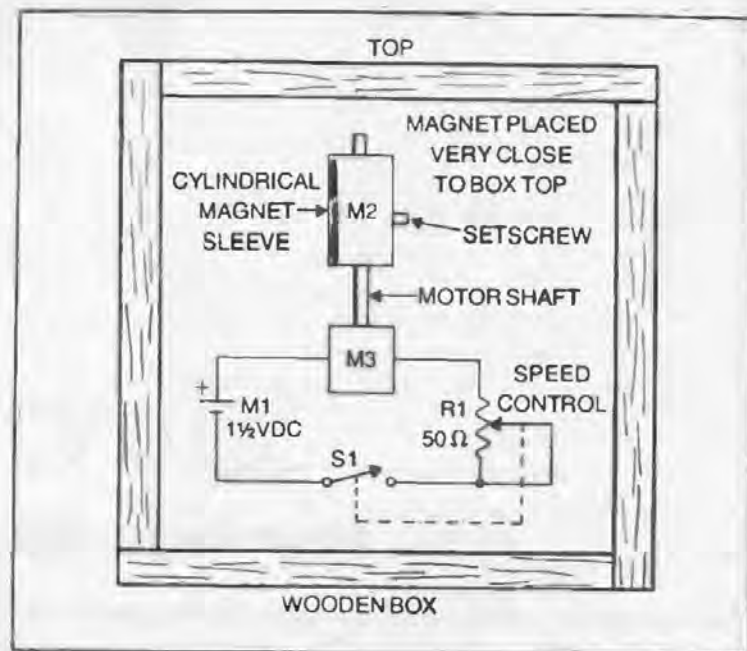 TOP
MAGNET PLACED
VERY CLOSE
TO BOX TOP
CYLINDRICAL
MAGNET
SLEEVE
M2
SETSCREW
MOTOR SHAFT
M3
SPEED
CONTROL
+
M1
1½VDC
R1
50Ω
S1
WOODEN BOX